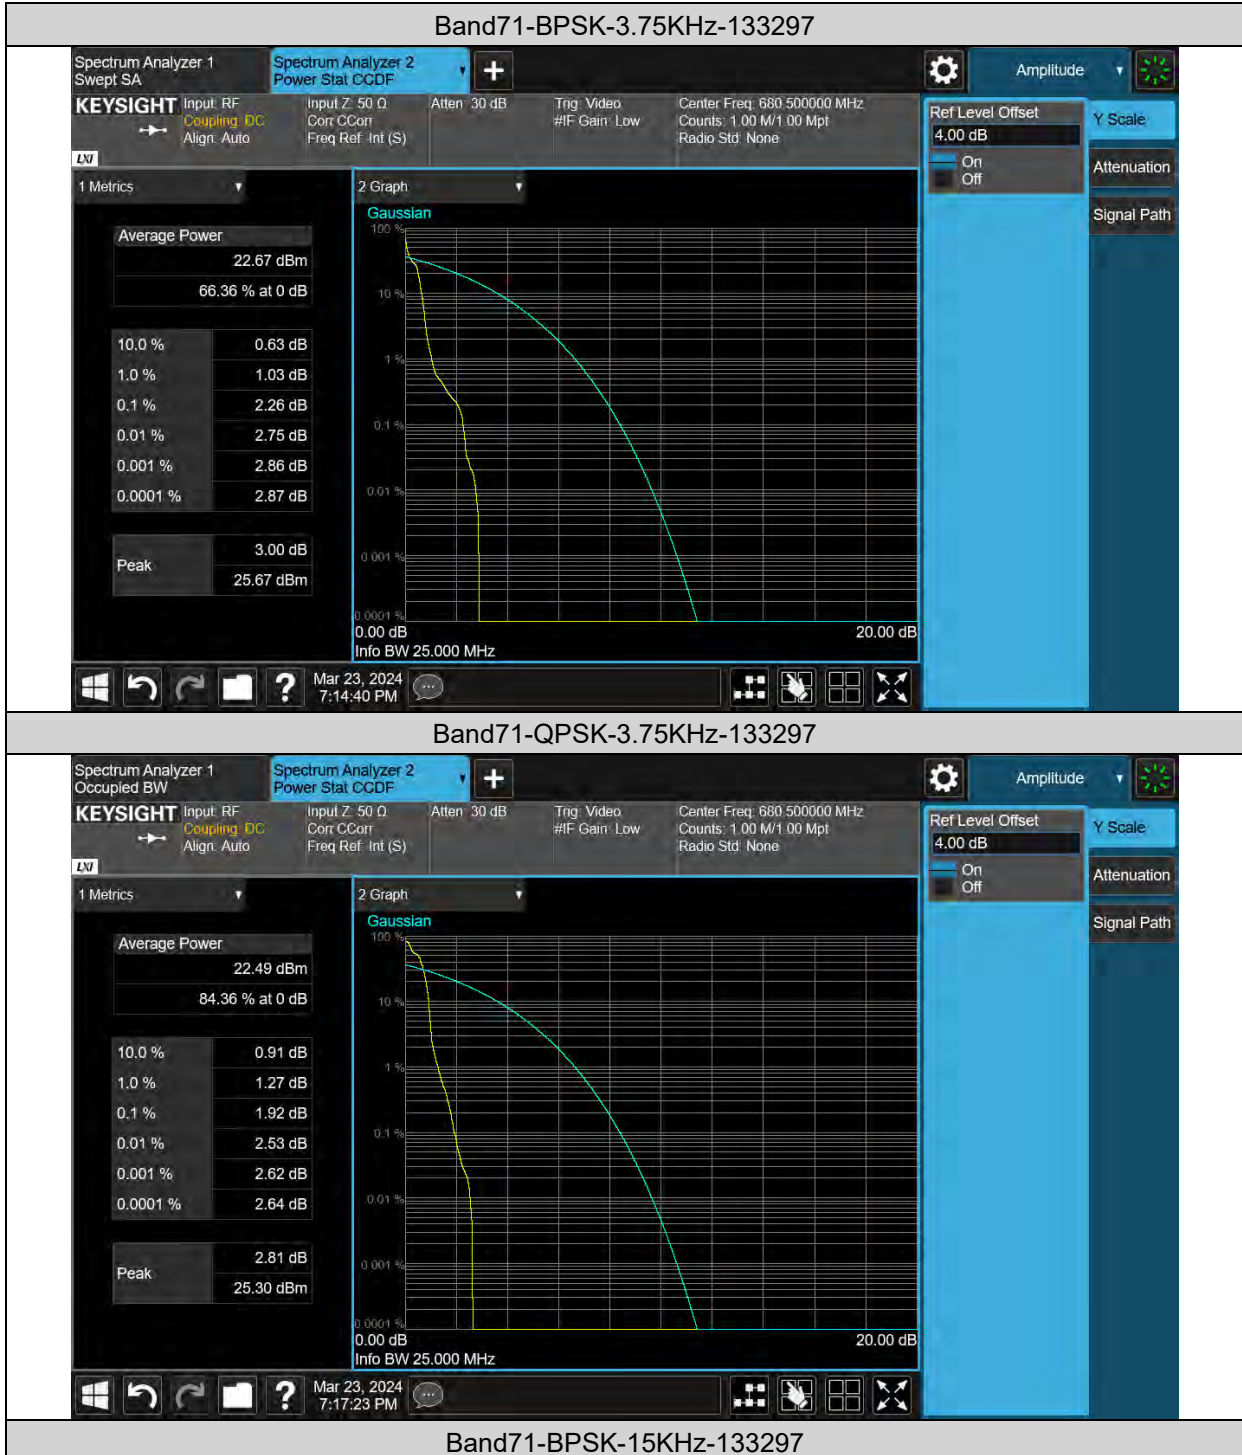 Band71-BPSK-3.75KHz-133297
Spectrum Analyzer 1
Swept SA
Spectrum Analyzer 2
Power Stat CCDF
Amplitude
KEYSIGHT
Input: RF
Coupling: DC
Align: Auto
Input Z: 50 Ω
Corr CCorr
Freq Ref: Int (S)
Atten: 30 dB
Trig: Video
#IF Gain: Low
Center Freq: 680.500000 MHz
Counts: 1.00 M/1.00 Mpt
Radio Std: None
LXI
Ref Level Offset
4.00 dB
On
Off
Y Scale
Attenuation
Signal Path
1 Metrics
Average Power
22.67 dBm
66.36 % at 0 dB
10.0 % 0.63 dB
1.0 % 1.03 dB
0.1 % 2.26 dB
0.01 % 2.75 dB
0.001 % 2.86 dB
0.0001 % 2.87 dB
Peak
3.00 dB
25.67 dBm
2 Graph
Gaussian
100 %
10 %
1 %
0.1 %
0.01 %
0.001 %
0.0001 %
0.00 dB
20.00 dB
Info BW 25.000 MHz
?
Mar 23, 2024
7:14:40 PM
Band71-QPSK-3.75KHz-133297
Spectrum Analyzer 1
Occupied BW
Spectrum Analyzer 2
Power Stat CCDF
Amplitude
KEYSIGHT
Input: RF
Coupling: DC
Align: Auto
Input Z: 50 Ω
Corr CCorr
Freq Ref: Int (S)
Atten: 30 dB
Trig: Video
#IF Gain: Low
Center Freq: 680.500000 MHz
Counts: 1.00 M/1.00 Mpt
Radio Std: None
LXI
Ref Level Offset
4.00 dB
On
Off
Y Scale
Attenuation
Signal Path
1 Metrics
Average Power
22.49 dBm
84.36 % at 0 dB
10.0 % 0.91 dB
1.0 % 1.27 dB
0.1 % 1.92 dB
0.01 % 2.53 dB
0.001 % 2.62 dB
0.0001 % 2.64 dB
Peak
2.81 dB
25.30 dBm
2 Graph
Gaussian
100 %
10 %
1 %
0.1 %
0.01 %
0.001 %
0.0001 %
0.00 dB
20.00 dB
Info BW 25.000 MHz
?
Mar 23, 2024
7:17:23 PM
Band71-BPSK-15KHz-133297